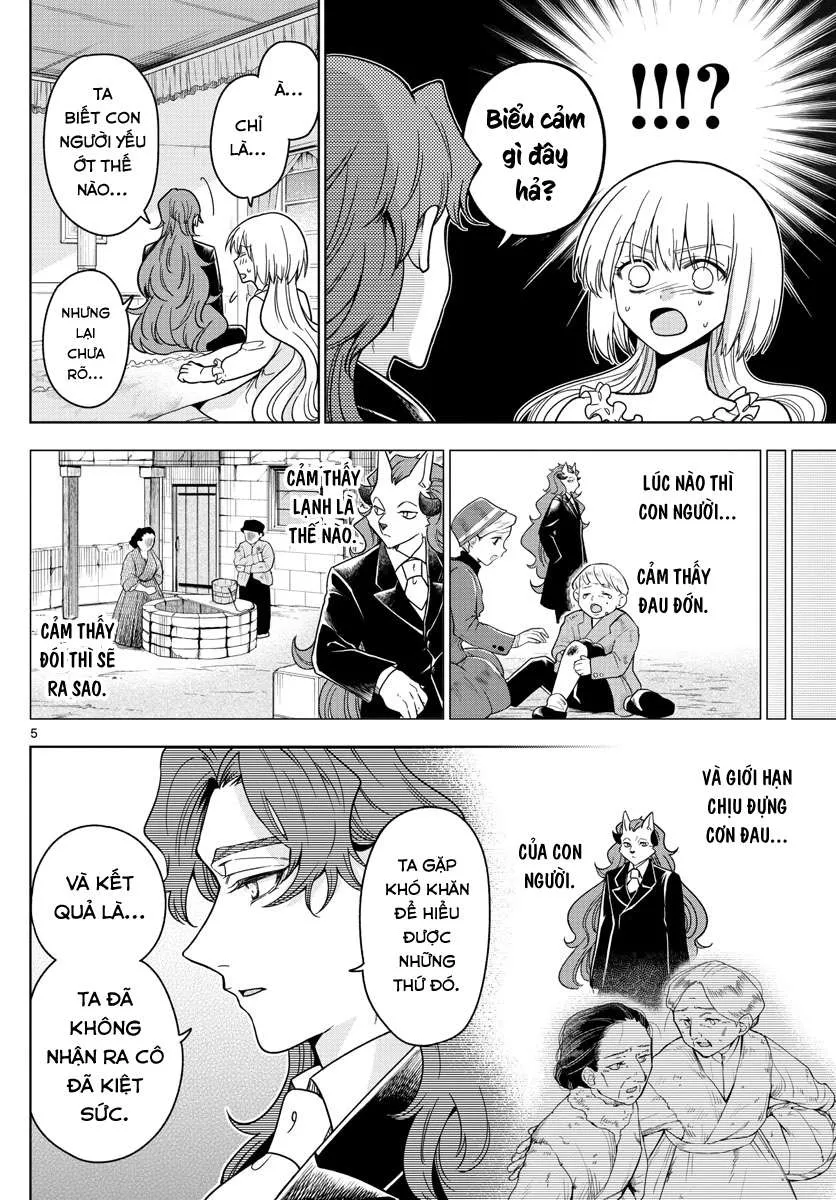 !!!?
Biểu cảm
gì đây
hả?
À...
CHỈ
LÀ...
TA
BIẾT CON
NGƯỜI YẾU
ỚT THẾ
NÀO...
NHƯNG
LẠI
CHƯA
RÕ...
LÚC NÀO THÌ
CON NGƯỜI...
CẢM THẤY
ĐAU ĐỚN.
CẢM THẤY
LẠNH LÀ
THẾ NÀO.
CẢM THẤY
ĐÓI THÌ SẼ
RA SAO.
5
VÀ GIỚI HẠN
CHỊU ĐỰNG
CƠN ĐAU...
CỦA CON
NGƯỜI.
TA GẶP
KHÓ KHĂN
ĐỂ HIỂU
ĐƯỢC
NHỮNG
THỨ ĐÓ.
VÀ KẾT
QUẢ LÀ...
TA ĐÃ
KHÔNG
NHẬN RA CÔ
ĐÃ KIỆT
SỨC.